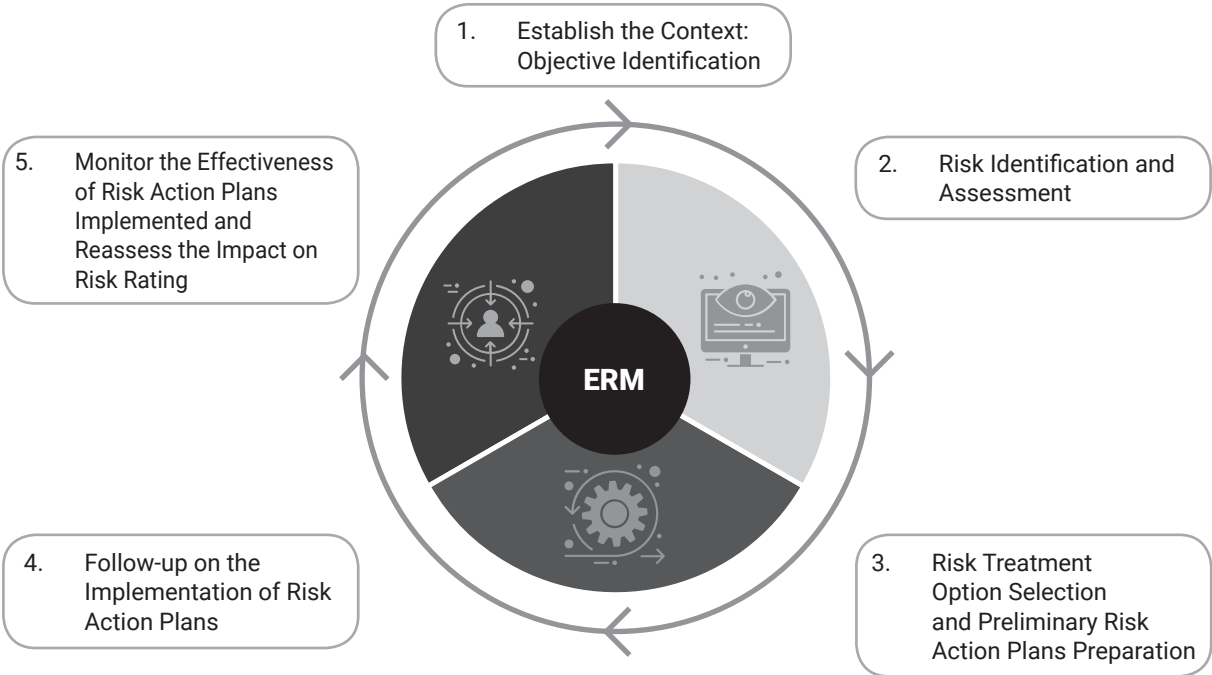 1. Establish the Context:
Objective Identification
2. Risk Identification and
Assessment
3. Risk Treatment
Option Selection
and Preliminary Risk
Action Plans Preparation
4. Follow-up on the
Implementation of Risk
Action Plans
5. Monitor the Effectiveness
of Risk Action Plans
Implemented and
Reassess the Impact on
Risk Rating
ERM